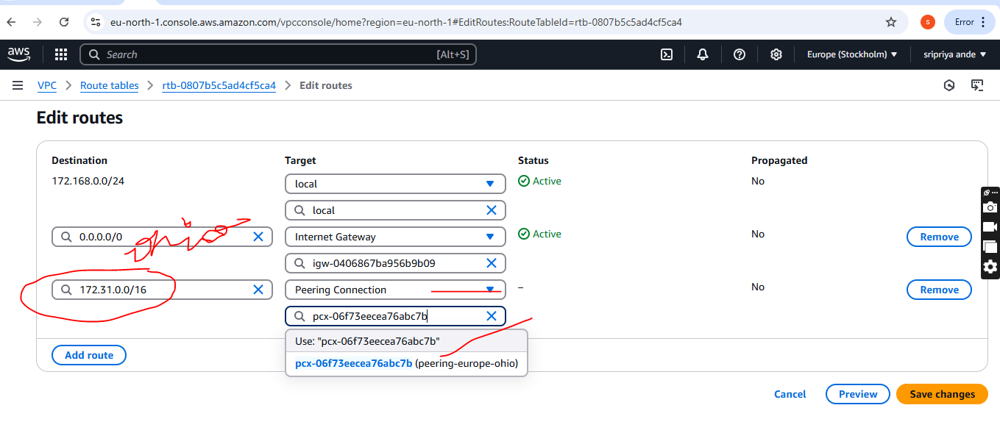 eu-north-1.console.aws.amazon.com/vpcconsole/home?region=eu-north-1#EditRoutes:RouteTableId=rtb-0807b5c5ad4cf5ca4 s Error
aws Search [Alt+S] Europe (Stockholm) sripriya ande
VPC Route tables rtb-0807b5c5ad4cf5ca4 Edit routes
Edit routes
Destination Target Status Propagated
172.168.0.0/24 local Active No
local
0.0.0.0/0 Internet Gateway Active No Remove
ohio
igw-0406867ba956b9b09
172.31.0.0/16 Peering Connection – No Remove
pcx-06f73eecea76abc7b
Use: "pcx-06f73eecea76abc7b"
Add route
pcx-06f73eecea76abc7b (peering-europe-ohio)
Cancel Preview Save changes